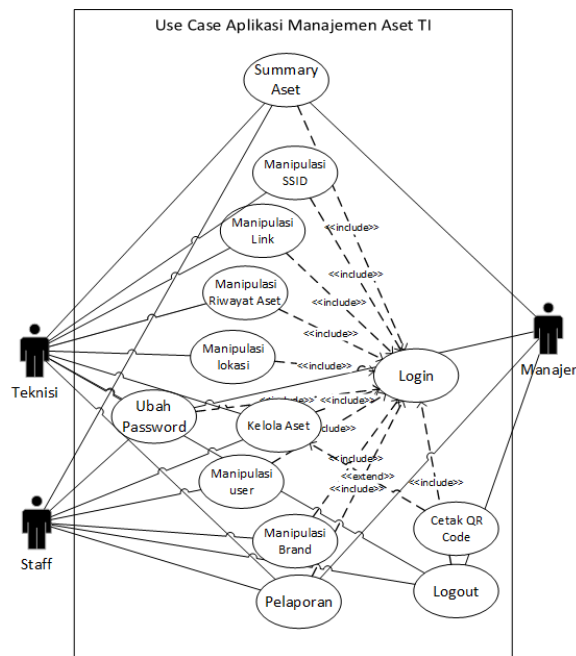 Use Case Aplikasi Manajemen Aset TI
Summary
Aset
Manipulasi
SSID
Manipulasi
Link
<<include>>
Manipulasi
Riwayat Aset
<<include>>
<<include>>
<<include>>
Manipulasi
lokasi
<<include>>
Login
Teknisi
Manajer
Ubah
Password
<<include>>
Kelola Aset
Manipulasi
user
<<extend>>
<<include>>
<<include>>
Cetak QR
Code
Manipulasi
Brand
Staff
Pelaporan
Logout